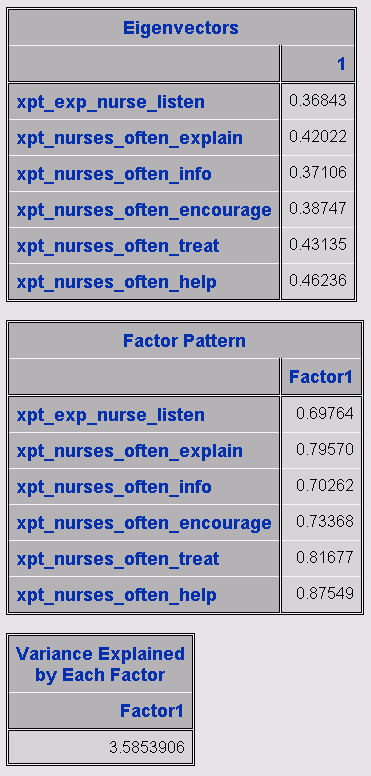 Eigenvectors
1
xpt_exp_nurse_listen 0.36843
xpt_nurses_often_explain 0.42022
xpt_nurses_often_info 0.37106
xpt_nurses_often_encourage 0.38747
xpt_nurses_often_treat 0.43135
xpt_nurses_often_help 0.46236
Factor Pattern
Factor1
xpt_exp_nurse_listen 0.69764
xpt_nurses_often_explain 0.79570
xpt_nurses_often_info 0.70262
xpt_nurses_often_encourage 0.73368
xpt_nurses_often_treat 0.81677
xpt_nurses_often_help 0.87549
Variance Explained
by Each Factor
Factor1
3.5853906